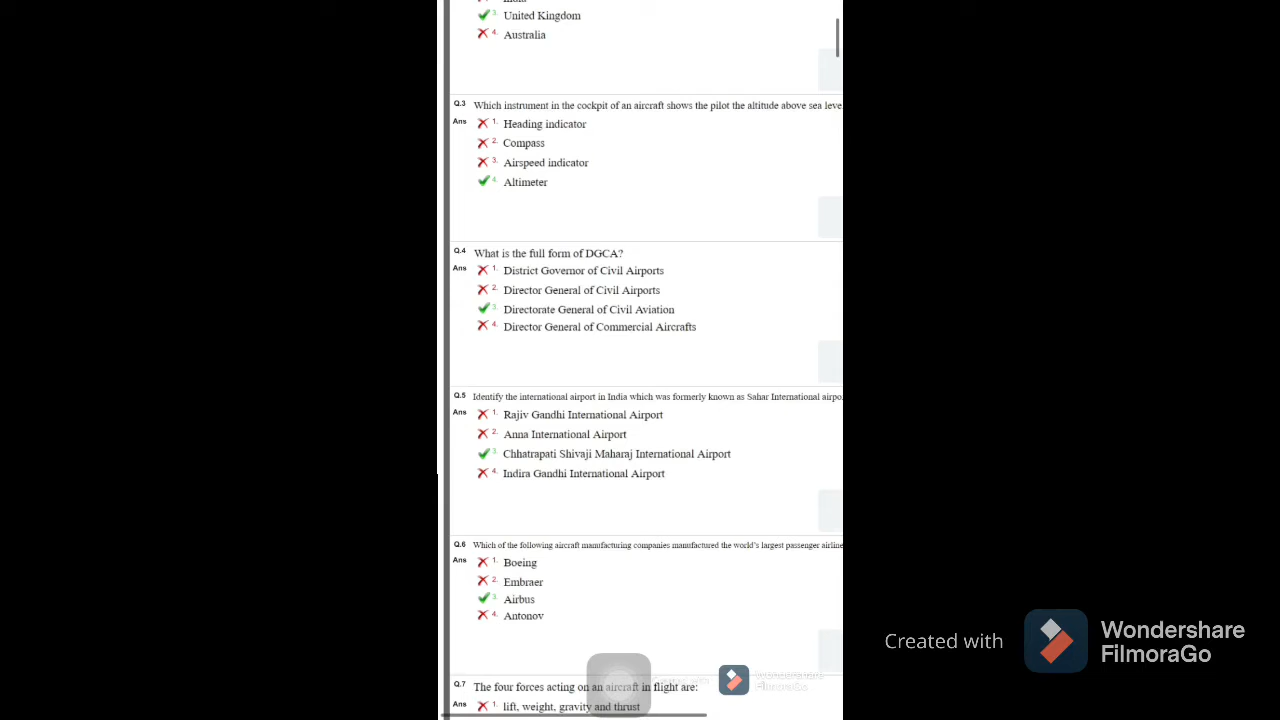 3. United Kingdom
4. Australia
Q.3 Which instrument in the cockpit of an aircraft shows the pilot the altitude above sea leve
Ans 1. Heading indicator
2. Compass
3. Airspeed indicator
4. Altimeter
Q.4 What is the full form of DGCA?
Ans 1. District Governor of Civil Airports
2. Director General of Civil Airports
3. Directorate General of Civil Aviation
4. Director General of Commercial Aircrafts
Q.5 Identify the international airport in India which was formerly known as Sahar International airpo
Ans 1. Rajiv Gandhi International Airport
2. Anna International Airport
3. Chhatrapati Shivaji Maharaj International Airport
4. Indira Gandhi International Airport
Q.6 Which of the following aircraft manufacturing companies manufactured the world's largest passenger airline
Ans 1. Boeing
2. Embraer
3. Airbus
4. Antonov
Q.7 The four forces acting on an aircraft in flight are:
Ans 1. lift, weight, gravity and thrust
Created with
Wondershare
FilmoraGo
Wondershare
FilmoraGo